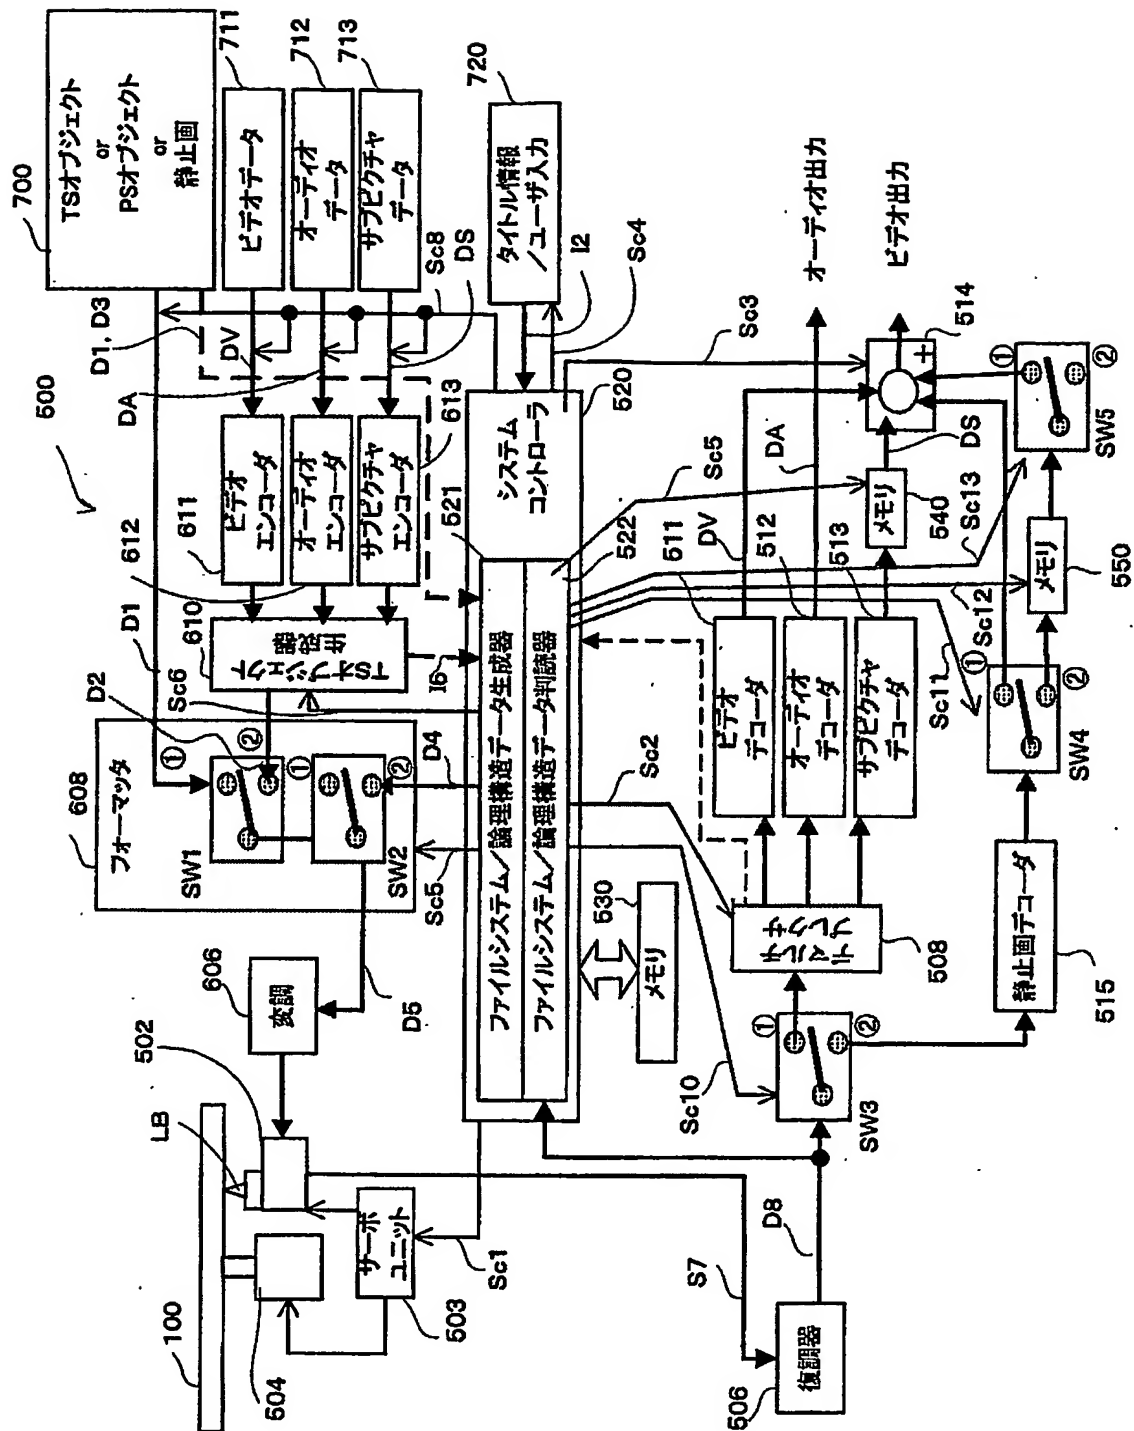 100
504
LB
502
606
変調
608
フォーマッタ
サーボ
ユニット
503
Sc1
D5
SW1
SW2
①
②
①
②
D2
D1
Sc6
D4
Sc5
500
610
TSオブジェクト
構成器
I6
611
ビデオ
エンコーダ
612
オーディオ
エンコーダ
サブピクチャ
エンコーダ
613
DA
DV
D1, D3
DS
Sc8
700
TSオブジェクト
or
PSオブジェクト
or
静止画
711
ビデオデータ
712
オーディオ
データ
713
サブピクチャ
データ
720
タイトル情報
/ユーザ入力
I2
Sc4
521
ファイルシステム/論理構造データ生成器
ファイルシステム/論理構造データ判読器
522
システム
コントローラ
520
530
メモリ
506
復調器
S7
D8
SW3
①
②
Sc10
Sc2
デマルチ
プレクサ
508
511
ビデオ
デコーダ
512
オーディオ
デコーダ
513
サブピクチャ
デコーダ
DV
DA
Sc5
Sc3
メモリ
540
DS
514
+
オーディオ出力
ビデオ出力
静止画デコーダ
515
SW4
①
②
Sc11
Sc12
Sc13
メモリ
550
SW5
①
②